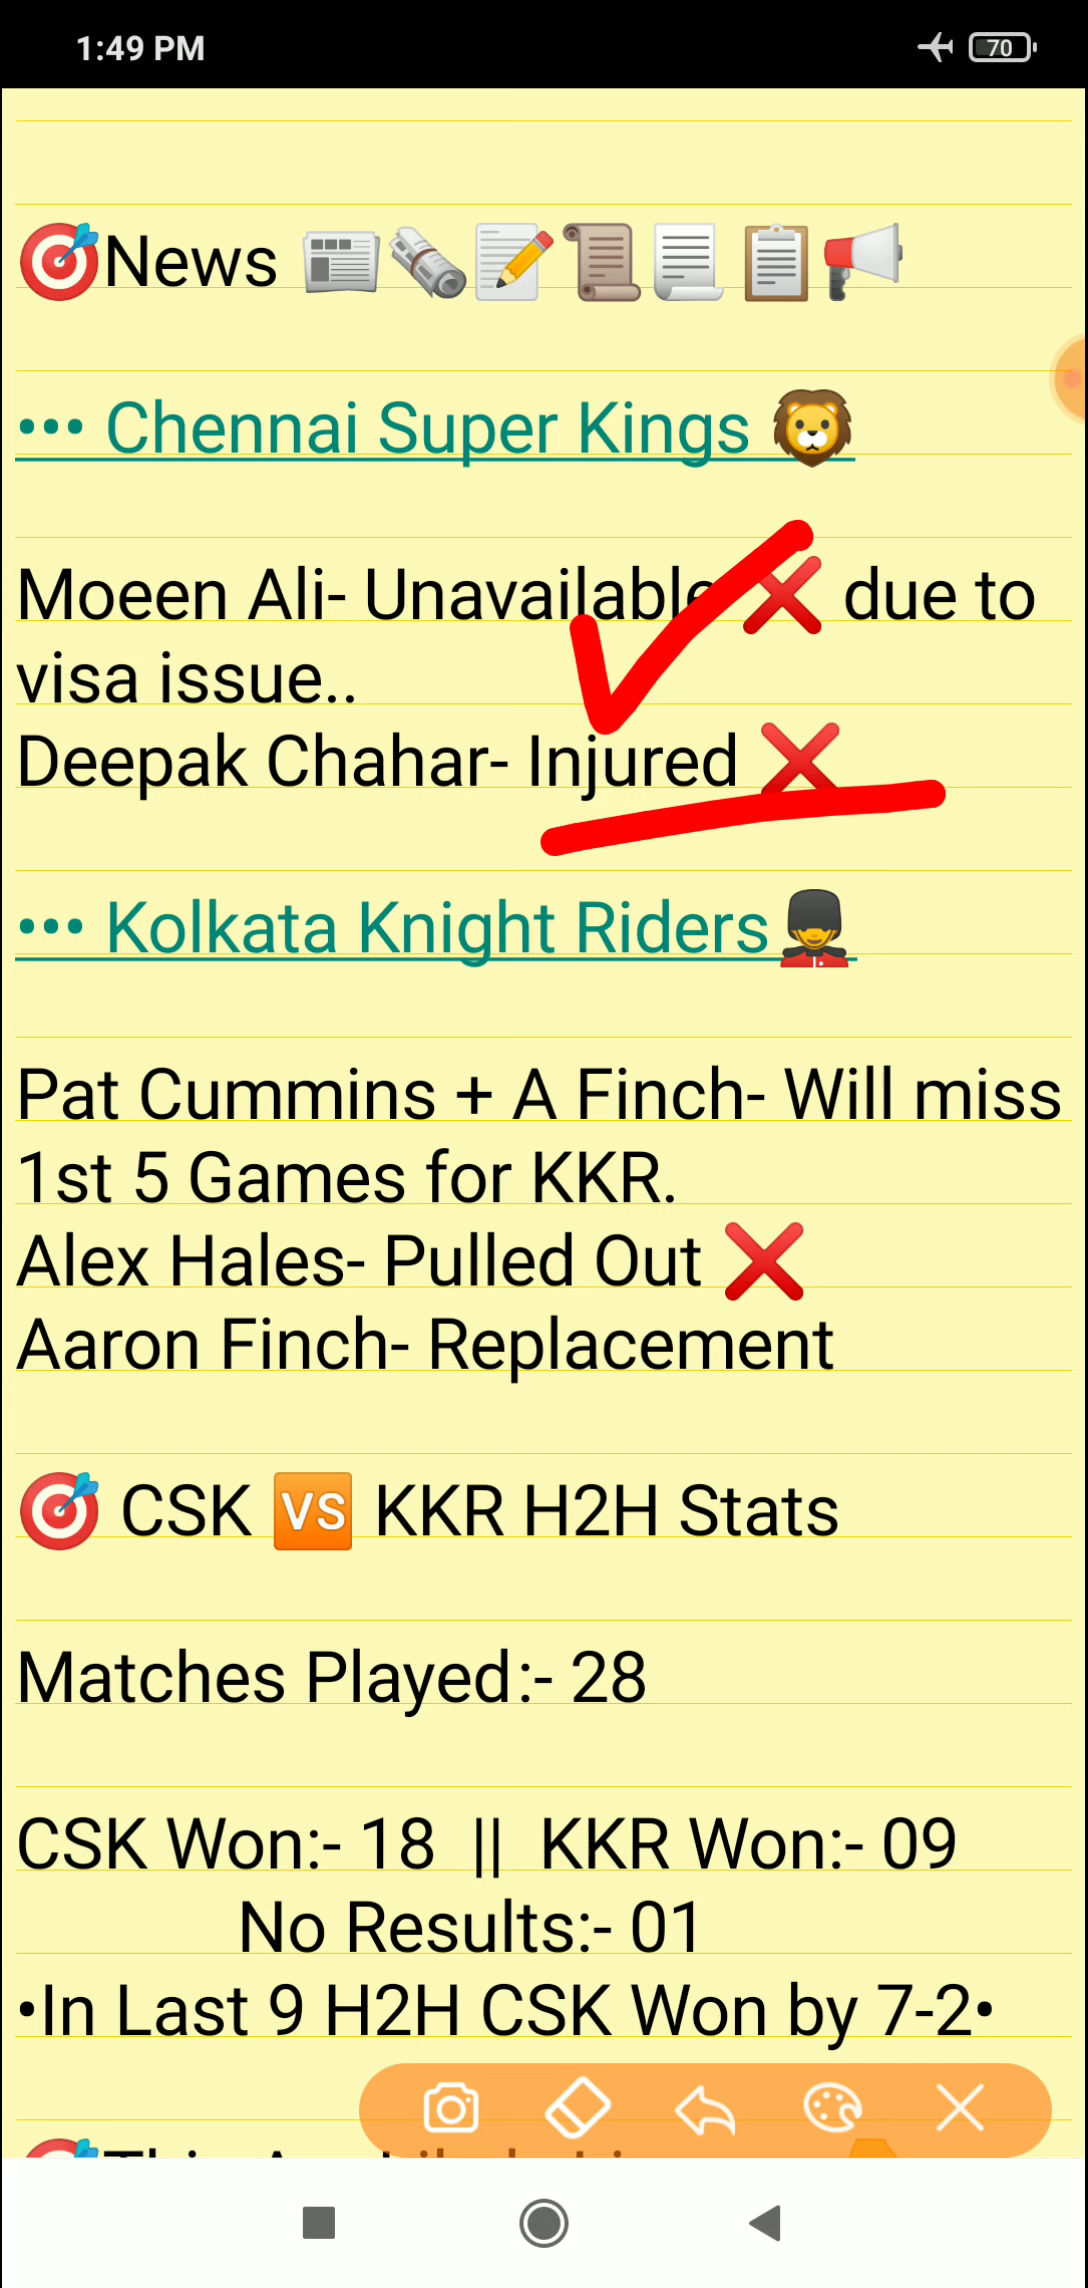 1:49 PM
70
🎯News 📰🗞️📝📜📃📋📢
••• Chennai Super Kings 🦁
Moeen Ali- Unavailable ❌ due to
visa issue..
Deepak Chahar- Injured ❌
••• Kolkata Knight Riders💂
Pat Cummins + A Finch- Will miss
1st 5 Games for KKR.
Alex Hales- Pulled Out ❌
Aaron Finch- Replacement
🎯 CSK 🆚 KKR H2H Stats
Matches Played:- 28
CSK Won:- 18 || KKR Won:- 09
No Results:- 01
•In Last 9 H2H CSK Won by 7-2•